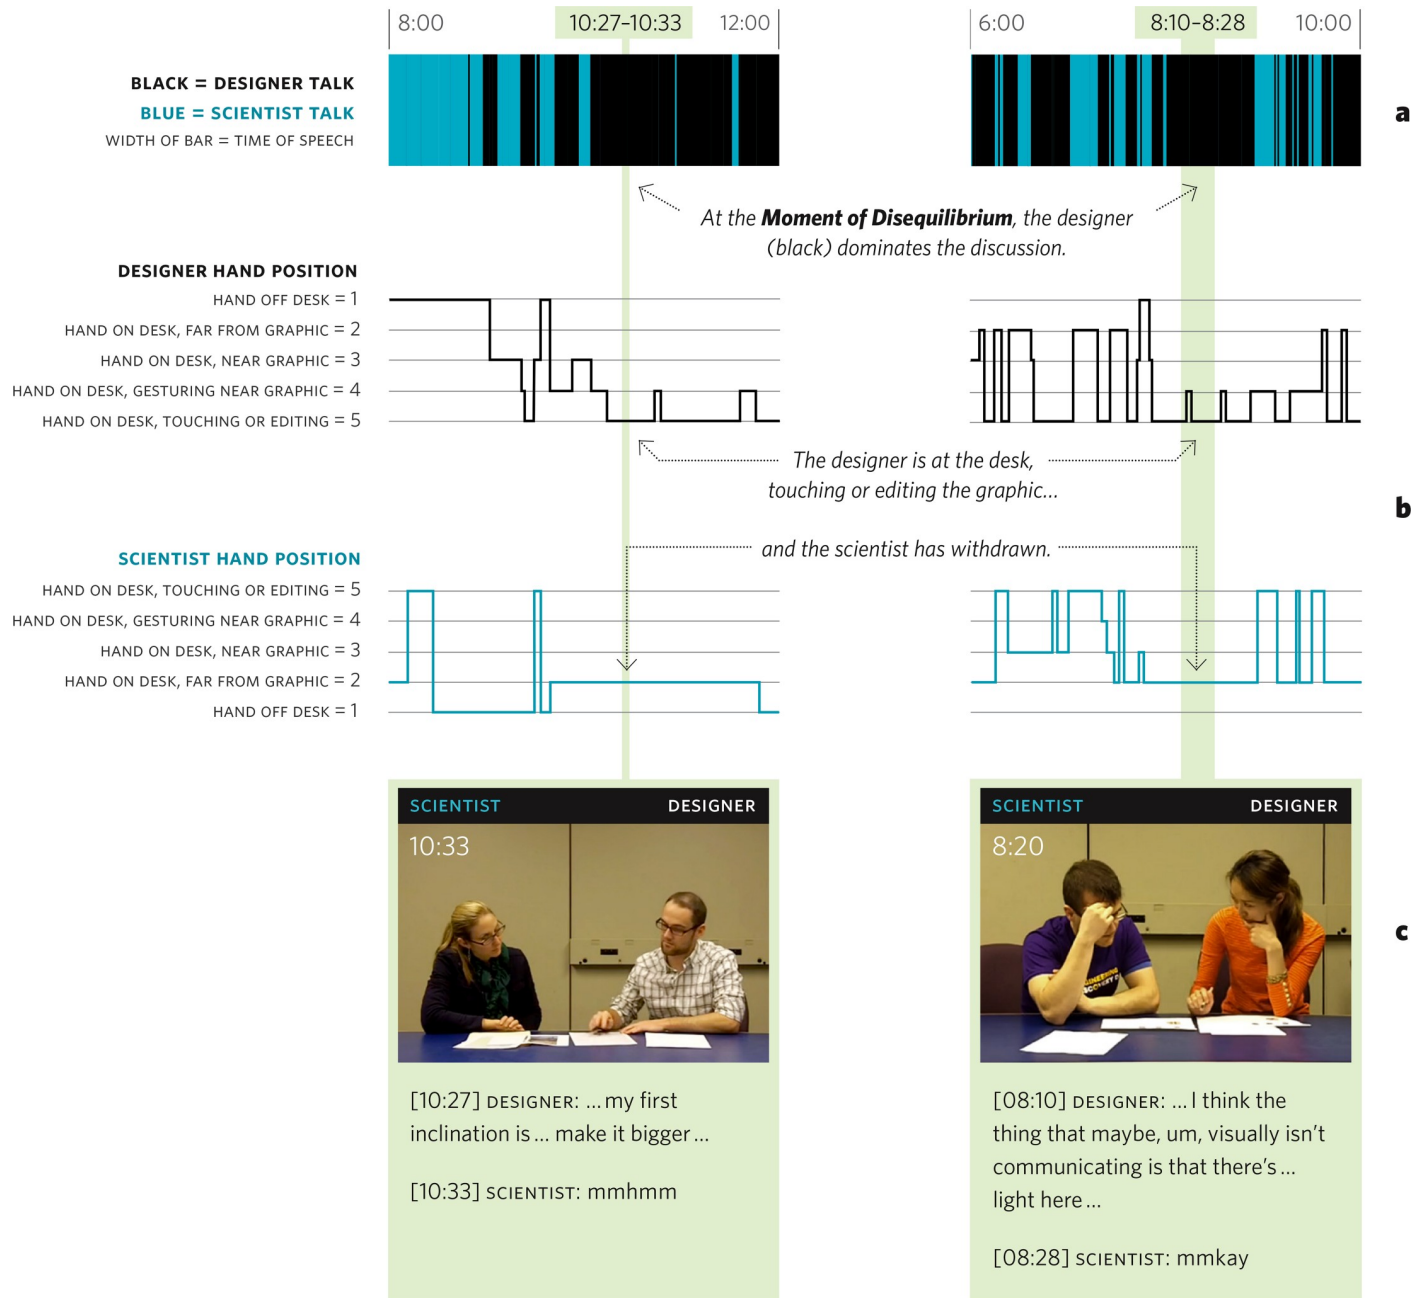 8:00 10:27–10:33 12:00 6:00 8:10–8:28 10:00
BLACK = DESIGNER TALK
BLUE = SCIENTIST TALK
WIDTH OF BAR = TIME OF SPEECH
a
At the Moment of Disequilibrium, the designer
(black) dominates the discussion.
DESIGNER HAND POSITION
HAND OFF DESK = 1
HAND ON DESK, FAR FROM GRAPHIC = 2
HAND ON DESK, NEAR GRAPHIC = 3
HAND ON DESK, GESTURING NEAR GRAPHIC = 4
HAND ON DESK, TOUCHING OR EDITING = 5
The designer is at the desk,
touching or editing the graphic...
b
and the scientist has withdrawn.
SCIENTIST HAND POSITION
HAND ON DESK, TOUCHING OR EDITING = 5
HAND ON DESK, GESTURING NEAR GRAPHIC = 4
HAND ON DESK, NEAR GRAPHIC = 3
HAND ON DESK, FAR FROM GRAPHIC = 2
HAND OFF DESK = 1
SCIENTIST DESIGNER
10:33
[10:27] DESIGNER: ... my first
inclination is ... make it bigger ...
[10:33] SCIENTIST: mmhmm
SCIENTIST DESIGNER
8:20
c
[08:10] DESIGNER: ... I think the
thing that maybe, um, visually isn't
communicating is that there's ...
light here ...
[08:28] SCIENTIST: mmkay